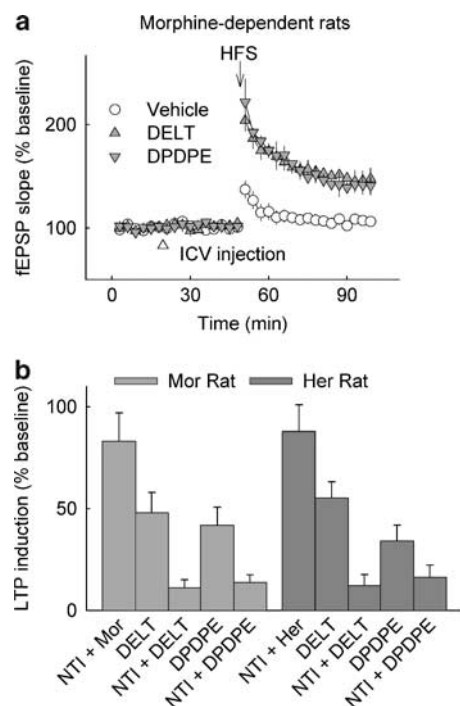 a
Morphine-dependent rats
HFS
Vehicle
DELT
DPDPE
200
100
fEPSP slope (% baseline)
ICV injection
0 30 60 90
Time (min)
b
Mor Rat Her Rat
100
50
0
LTP induction (% baseline)
NTI + Mor
DELT
NTI + DELT
DPDPE
NTI + DPDPE
NTI + Her
DELT
NTI + DELT
DPDPE
NTI + DPDPE